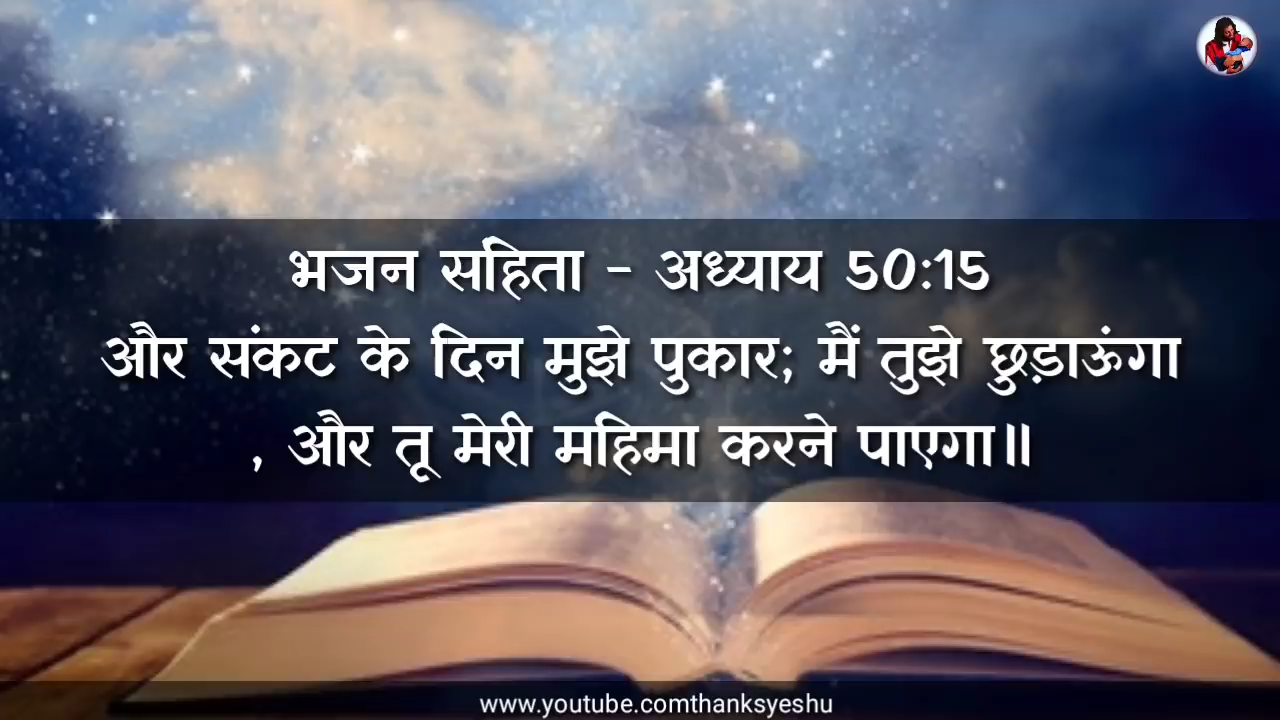 भजन सहिता - अध्याय 50:15
और संकट के दिन मुझे पुकार; मैं तुझे छुड़ाऊंगा
, और तू मेरी महिमा करने पाएगा॥
www.youtube.comthanksyeshu